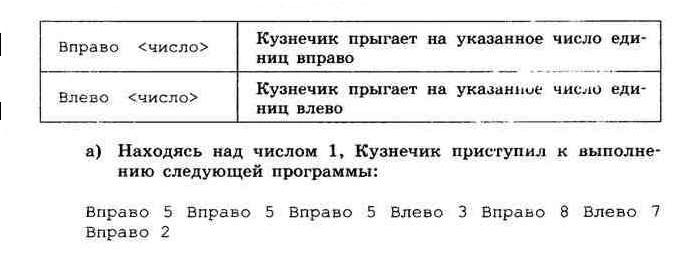 Вправо <число>
Кузнечик прыгает на указанное число еди-
ниц вправо
Влево <число>
Кузнечик прыгает на указанное число еди-
ниц влево
а) Находясь над числом 1, Кузнечик приступил к выполне-
нию следующей программы:
Вправо 5 Вправо 5 Вправо 5 Влево 3 Вправо 8 Влево 7
Вправо 2